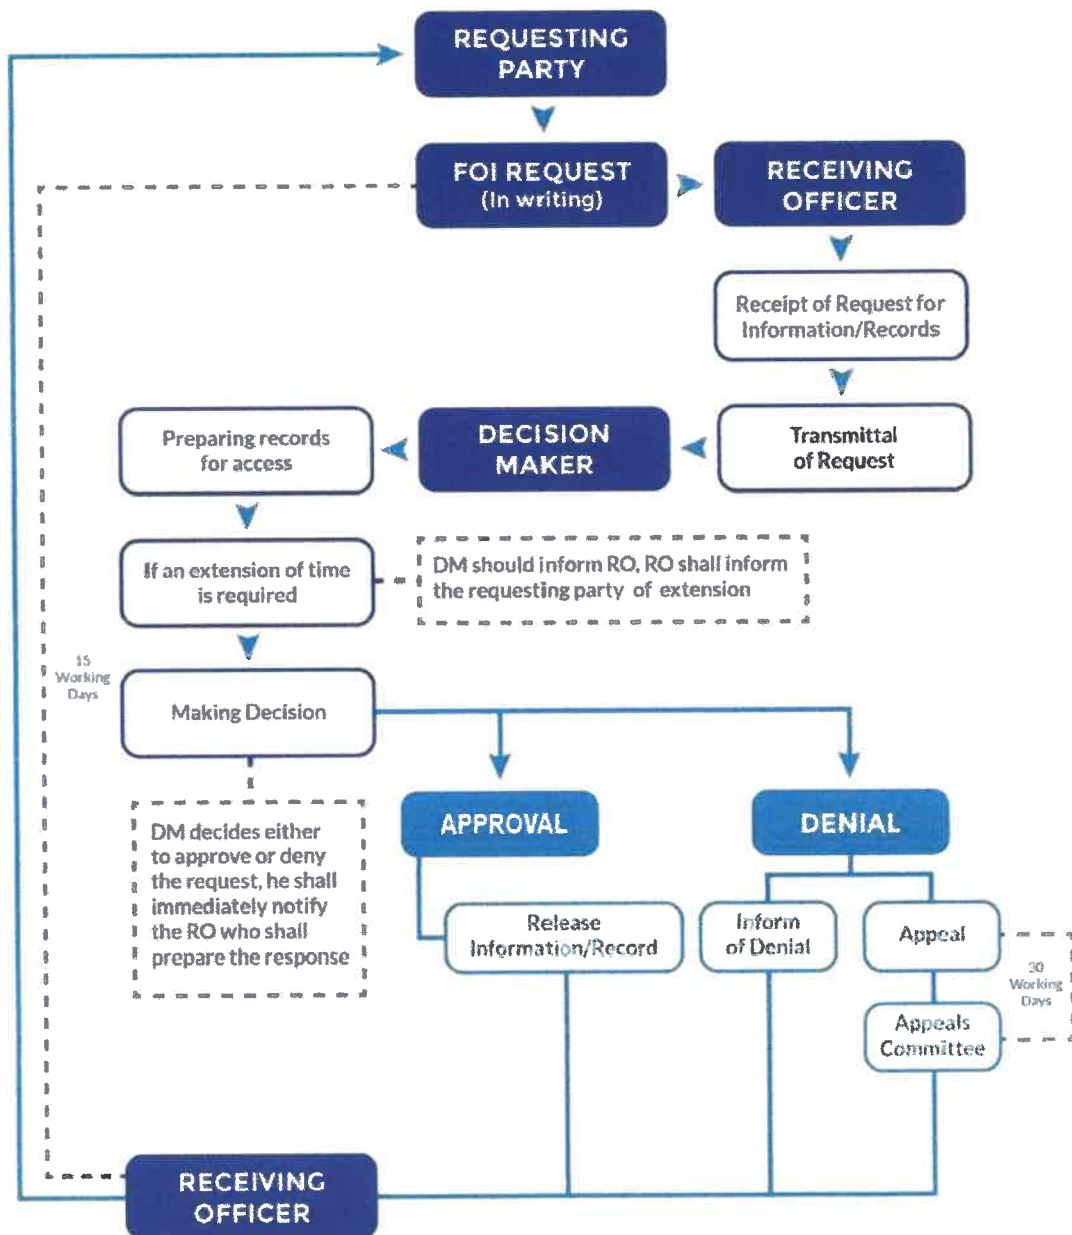 REQUESTING
PARTY
FOI REQUEST
(In writing)
RECEIVING
OFFICER
Receipt of Request for
Information/Records
Transmittal
of Request
DECISION
MAKER
Preparing records
for access
If an extension of time
is required
DM should inform RO, RO shall inform
the requesting party of extension
15
Working
Days
Making Decision
DM decides either
to approve or deny
the request, he shall
immediately notify
the RO who shall
prepare the response
APPROVAL
DENIAL
Release
Information/Record
Inform
of Denial
Appeal
30
Working
Days
Appeals
Committee
RECEIVING
OFFICER